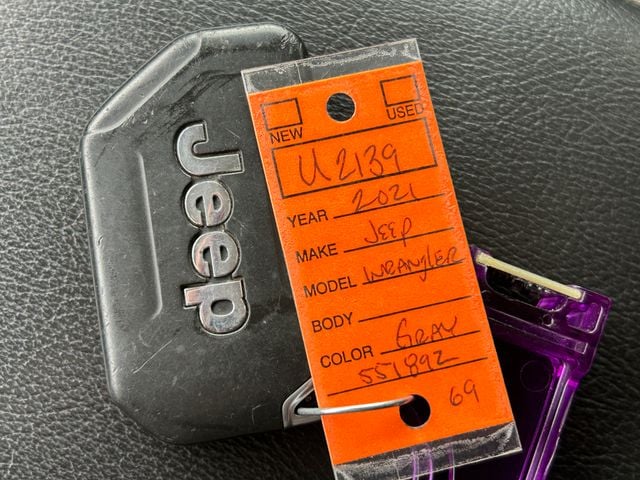 Jeep
NEW USED
U2139
YEAR 2021
MAKE Jeep
MODEL WRANGlER
BODY
COLOR GRAY
551892
69